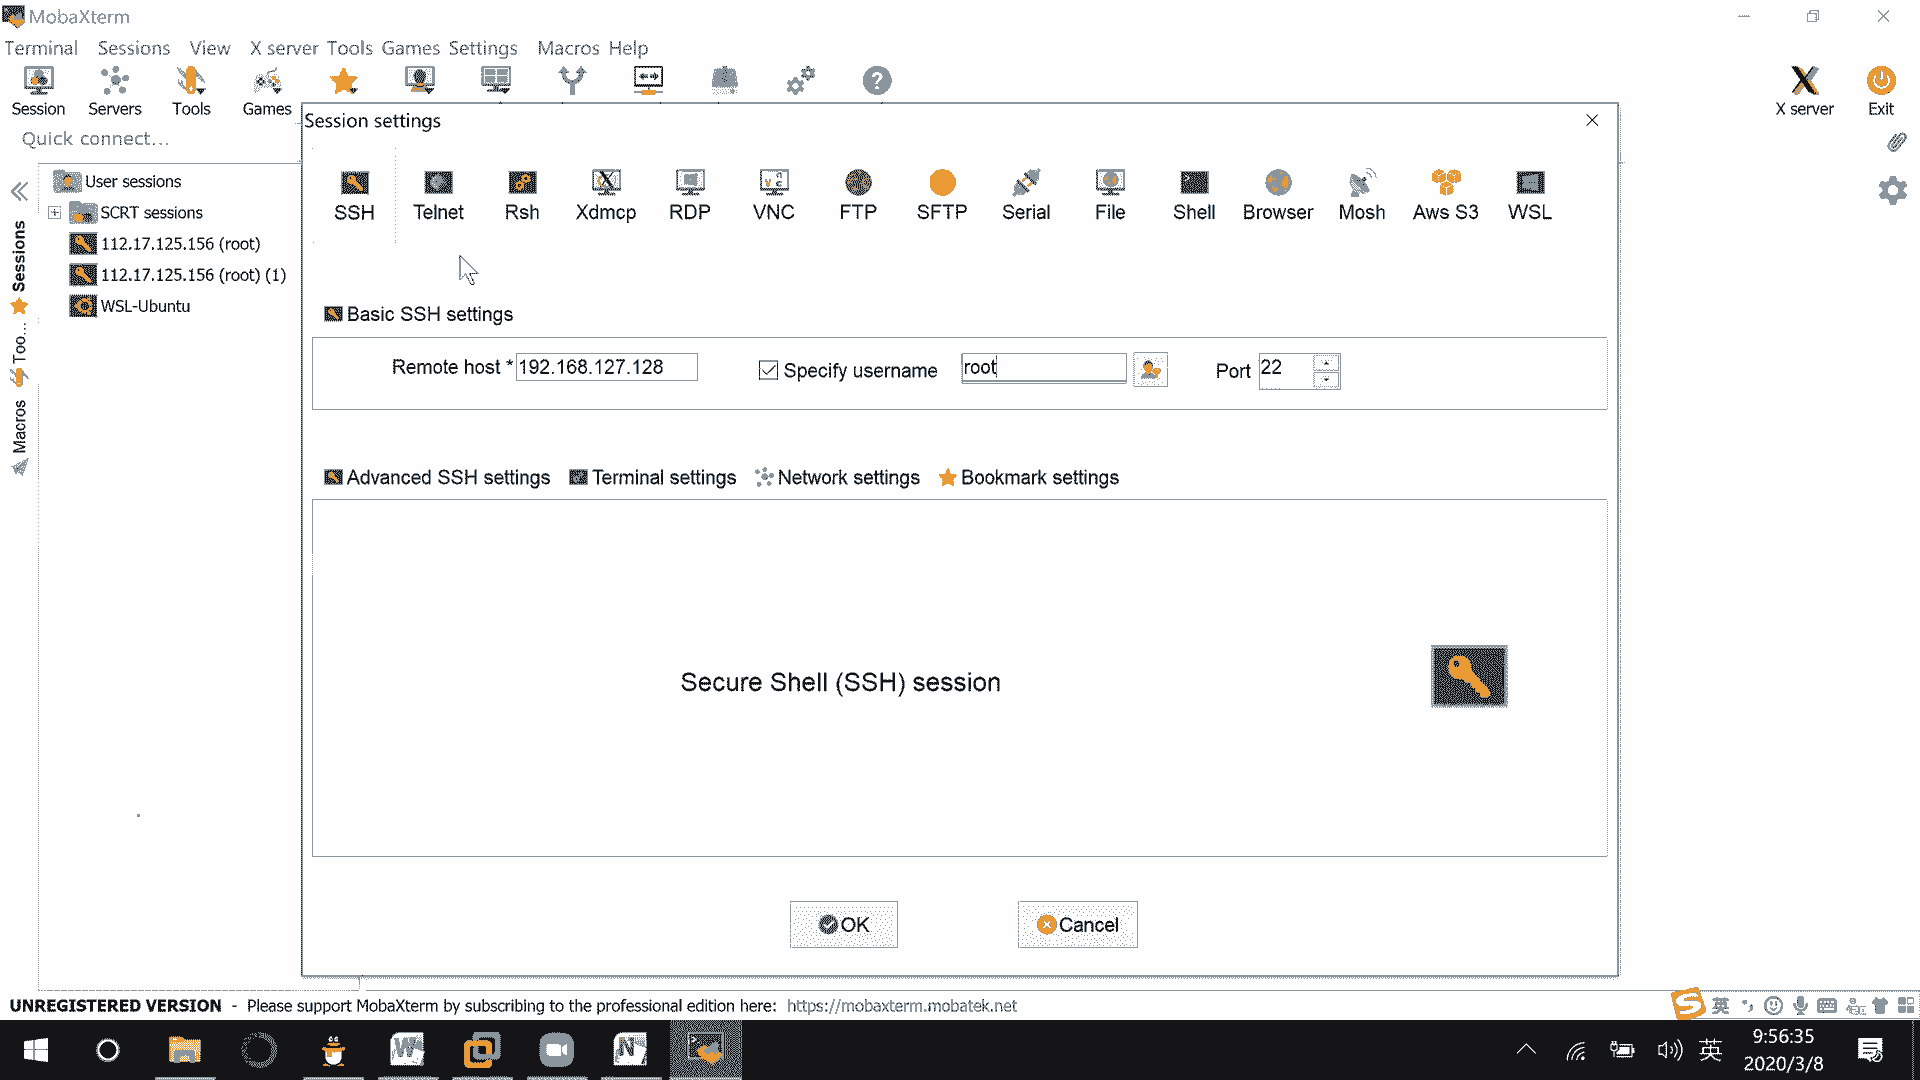 MobaXterm
Terminal Sessions View X server Tools Games Settings Macros Help
Session Servers Tools Games X server Exit
Quick connect...
Session settings
User sessions
SCRT sessions
112.17.125.156 (root)
112.17.125.156 (root) (1)
WSL-Ubuntu
Sessions
Too...
Macros
SSH Telnet Rsh Xdmcp RDP VNC FTP SFTP Serial File Shell Browser Mosh Aws S3 WSL
Basic SSH settings
Remote host * 192.168.127.128 Specify username root Port 22
Advanced SSH settings Terminal settings Network settings Bookmark settings
Secure Shell (SSH) session
OK Cancel
UNREGISTERED VERSION - Please support MobaXterm by subscribing to the professional edition here: https://mobaxterm.mobatek.net
英
英
9:56:35
2020/3/8